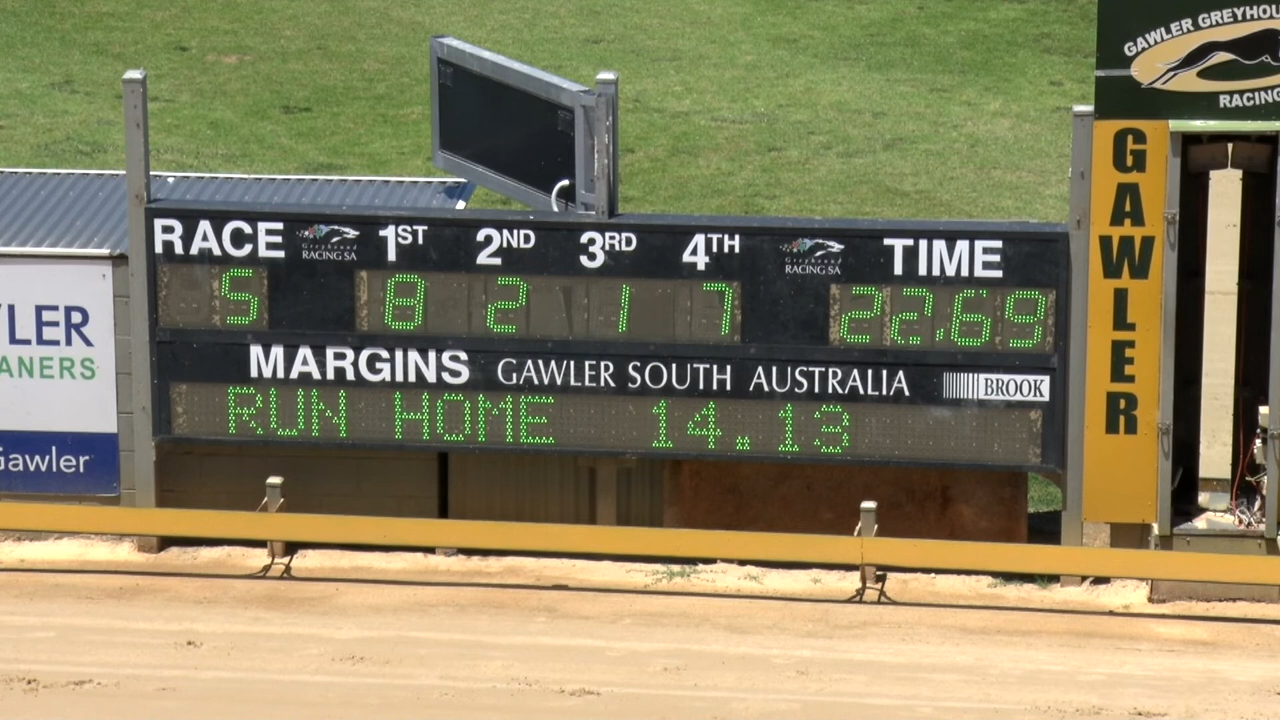 GAWLER GREYHOU
RACING
RACE
Greyhound
RACING SA
1ST
2ND
3RD
4TH
Greyhound
RACING SA
TIME
5
8
2
1
7
22.69
MARGINS
GAWLER SOUTH AUSTRALIA
BROOK
RUN HOME 14.13
LER
ANERS
Gawler
GAWLER